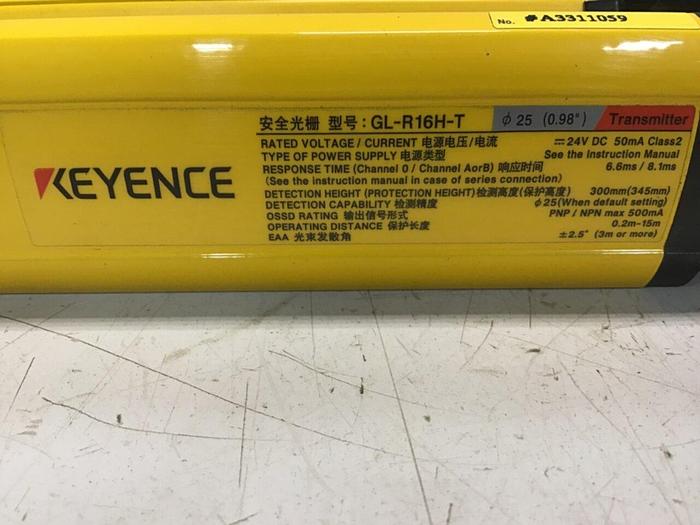 No. #A3311059
KEYENCE
安全光栅 型号: GL-R16H-T ϕ 25 (0.98") Transmitter
RATED VOLTAGE / CURRENT 电源电压/电流 ⎓ 24V DC 50mA Class2
TYPE OF POWER SUPPLY 电源类型 See the Instruction Manual
RESPONSE TIME (Channel 0 / Channel AorB) 响应时间 6.6ms / 8.1ms
(See the instruction manual in case of series connection)
DETECTION HEIGHT (PROTECTION HEIGHT)检测高度(保护高度) 300mm(345mm)
DETECTION CAPABILITY 检测精度 ϕ25(When default setting)
OSSD RATING 输出信号形式 PNP / NPN max 500mA
OPERATING DISTANCE 保护长度 0.2m-15m
EAA 光束发散角 ±2.5° (3m or more)